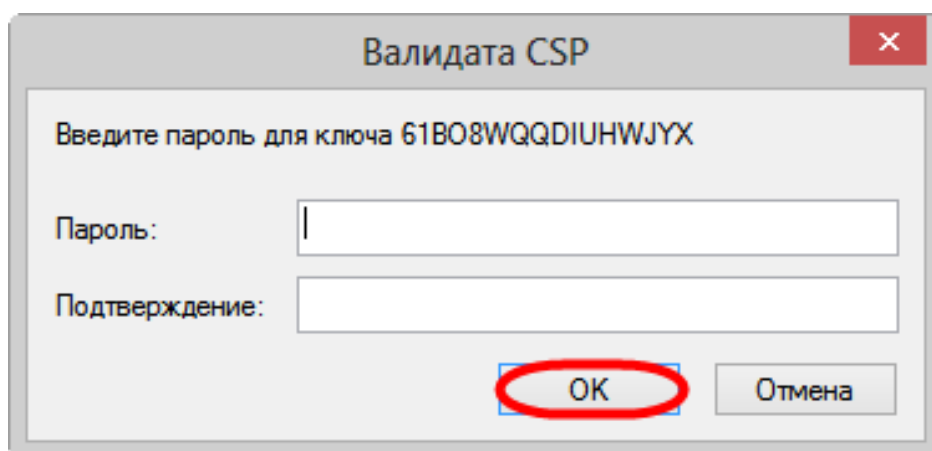 Валидата CSP
Введите пароль для ключа 61BO8WQQDIUHWJYX
Пароль:
Подтверждение:
OK Отмена